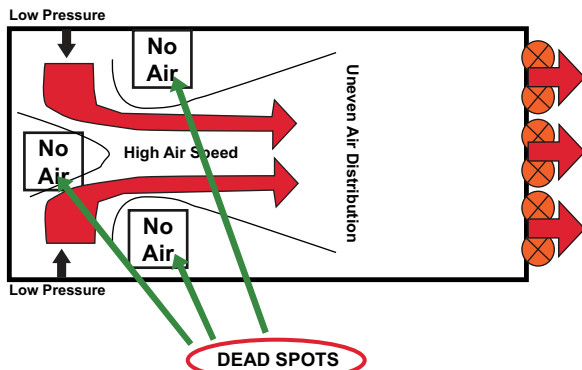 Low Pressure
No
Air
No
Air
High Air Speed
Uneven Air Distribution
No
Air
Low Pressure
DEAD SPOTS